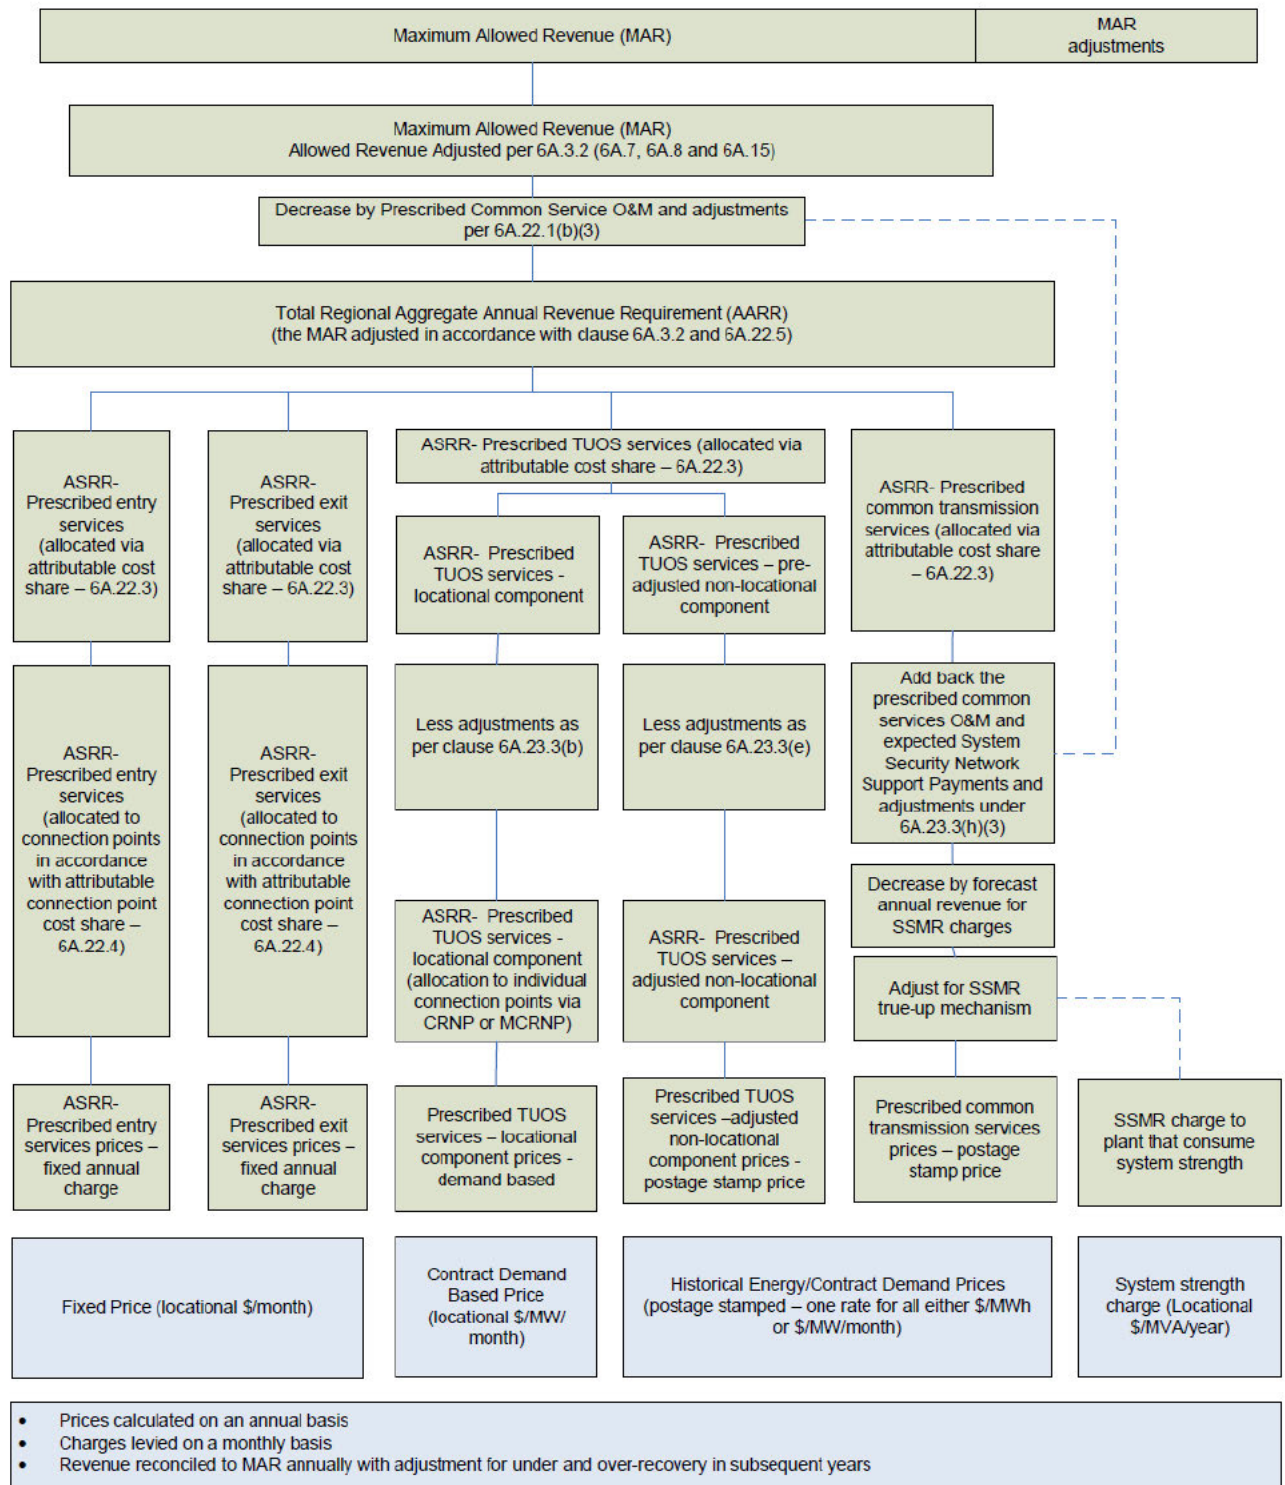 Maximum Allowed Revenue (MAR)
MAR
adjustments
Maximum Allowed Revenue (MAR)
Allowed Revenue Adjusted per 6A.3.2 (6A.7, 6A.8 and 6A.15)
Decrease by Prescribed Common Service O&M and adjustments
per 6A.22.1(b)(3)
Total Regional Aggregate Annual Revenue Requirement (AARR)
(the MAR adjusted in accordance with clause 6A.3.2 and 6A.22.5)
ASRR-
Prescribed entry
services
(allocated via
attributable cost
share – 6A.22.3)
ASRR-
Prescribed exit
services
(allocated via
attributable cost
share – 6A.22.3)
ASRR- Prescribed TUOS services (allocated via
attributable cost share – 6A.22.3)
ASRR- Prescribed
TUOS services -
locational component
ASRR- Prescribed
TUOS services – pre-
adjusted non-locational
component
ASRR- Prescribed
common transmission
services (allocated via
attributable cost share
– 6A.22.3)
ASRR-
Prescribed entry
services
(allocated to
connection points
in accordance
with attributable
connection point
cost share –
6A.22.4)
ASRR-
Prescribed exit
services
(allocated to
connection points
in accordance
with attributable
connection point
cost share –
6A.22.4)
Less adjustments as
per clause 6A.23.3(b)
Less adjustments as
per clause 6A.23.3(e)
Add back the
prescribed common
services O&M and
expected System
Security Network
Support Payments and
adjustments under
6A.23.3(h)(3)
Decrease by forecast
annual revenue for
SSMR charges
ASRR- Prescribed
TUOS services -
locational component
(allocation to individual
connection points via
CRNP or MCRNP)
ASRR- Prescribed
TUOS services –
adjusted non-locational
component
Adjust for SSMR
true-up mechanism
ASRR-
Prescribed entry
services prices –
fixed annual
charge
ASRR-
Prescribed exit
services prices –
fixed annual
charge
Prescribed TUOS
services – locational
component prices -
demand based
Prescribed TUOS
services –adjusted
non-locational
component prices -
postage stamp price
Prescribed common
transmission services
prices – postage
stamp price
SSMR charge to
plant that consume
system strength
Fixed Price (locational $/month)
Contract Demand
Based Price
(locational $/MW/
month)
Historical Energy/Contract Demand Prices
(postage stamped – one rate for all either $/MWh
or $/MW/month)
System strength
charge (Locational
$/MVA/year)
• Prices calculated on an annual basis
• Charges levied on a monthly basis
• Revenue reconciled to MAR annually with adjustment for under and over-recovery in subsequent years